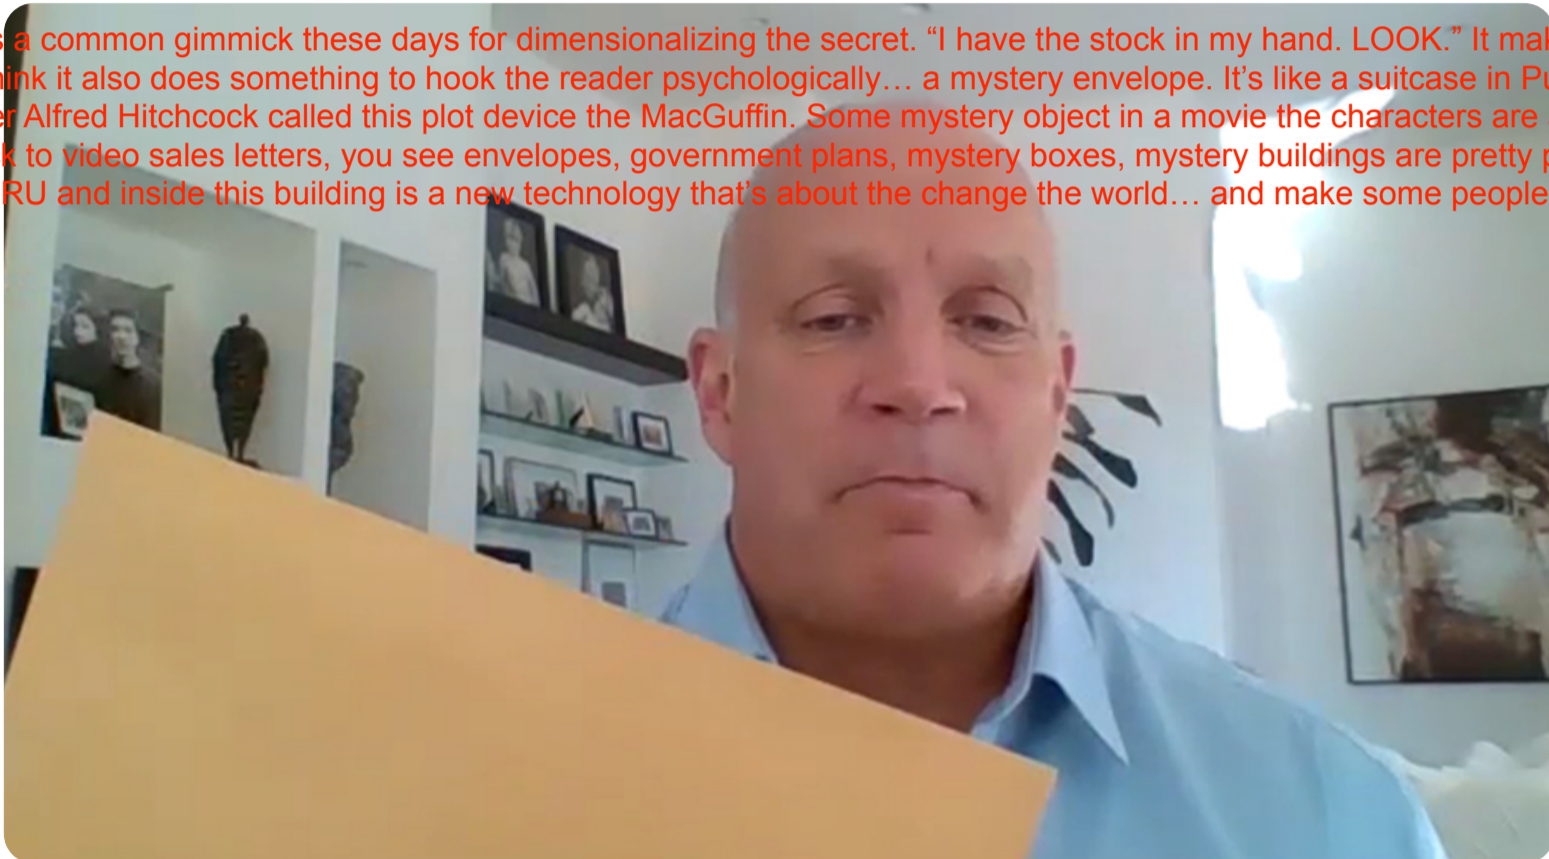 a common gimmick these days for dimensionalizing the secret. “I have the stock in my hand. LOOK.” It
it also does something to hook the reader psychologically… a mystery envelope. It’s like a suitcase in
Alfred Hitchcock called this plot device the MacGuffin. Some mystery object in a movie the characters are
to video sales letters, you see envelopes, government plans, mystery boxes, mystery buildings are pretty
RU and inside this building is a new technology that’s about the change the world… and make some people